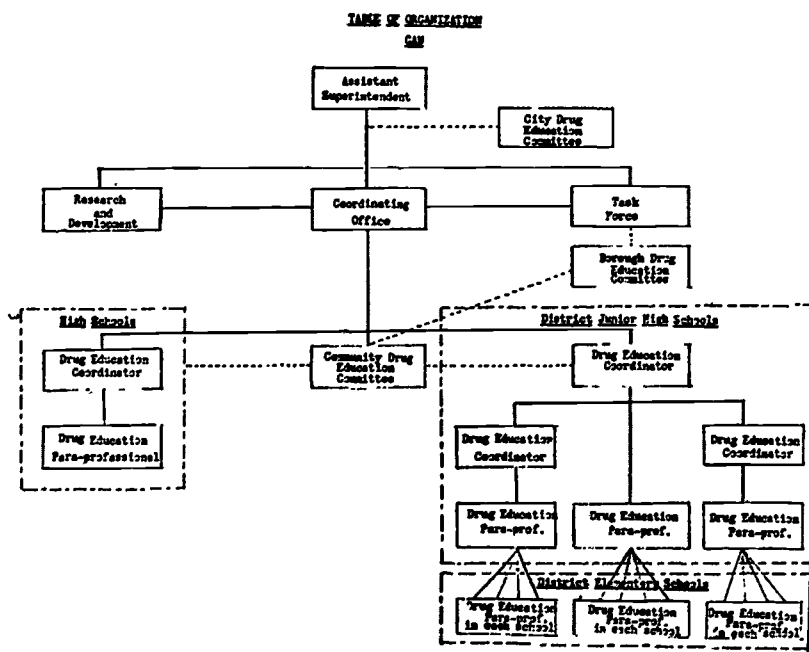 TABLE OF ORGANIZATION
Assistant
Superintendent
City Drug
Education
Committee
Research
and
Development
Coordinating
Office
Task
Force
Borough Drug
Education
Committee
High Schools
District Junior High Schools
Drug Education
Coordinator
Community Drug
Education
Committee
Drug Education
Coordinator
Drug Education
Para-professional
Drug Education
Coordinator
Drug Education
Coordinator
Drug Education
Para-prof.
Drug Education
Para-prof.
Drug Education
Para-prof.
District Elementary Schools
Drug Education
Para-prof.
in each school
Drug Education
Para-prof.
in each school
Drug Education
Para-prof.
in each school